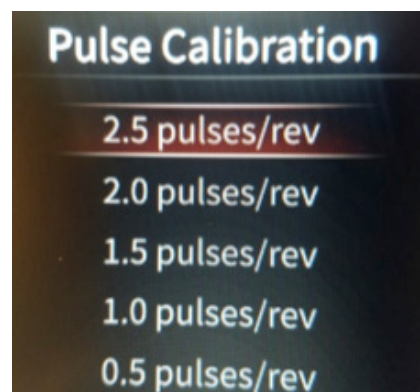 Pulse Calibration
2.5 pulses/rev
2.0 pulses/rev
1.5 pulses/rev
1.0 pulses/rev
0.5 pulses/rev